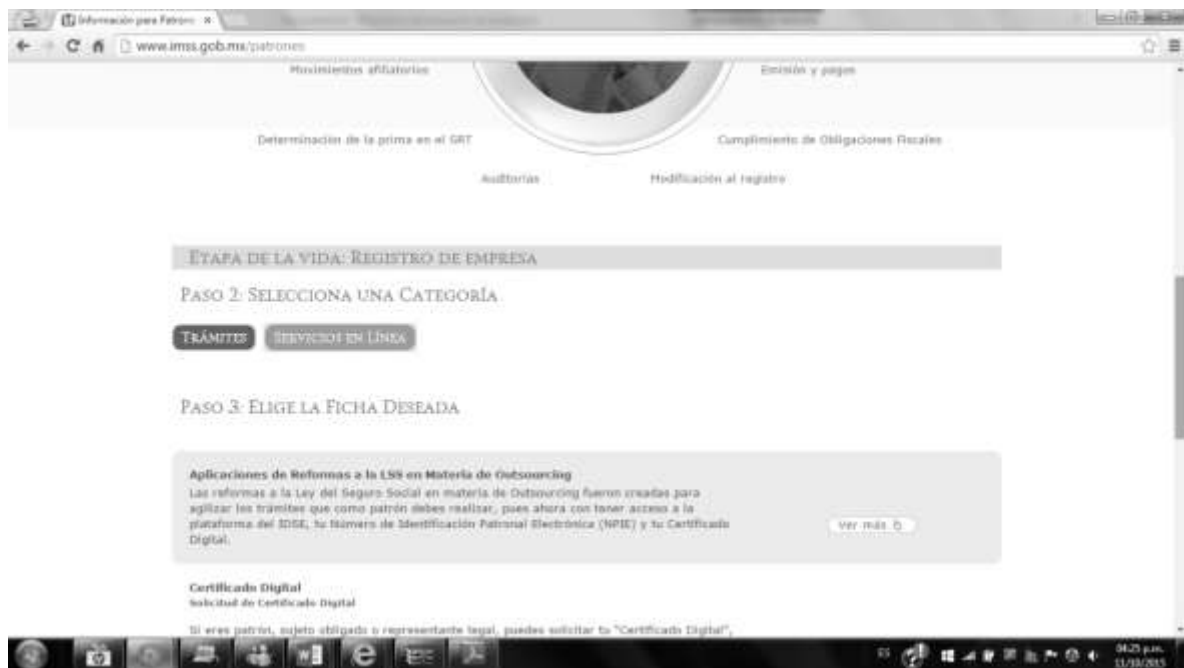 Información para Patron
www.imss.gob.mx/patrones
Movimientos afiliatorios
Emisión y pagos
Determinación de la prima en el SRT
Cumplimiento de Obligaciones Fiscales
Auditorías
Modificación al registro
ETAPA DE LA VIDA: REGISTRO DE EMPRESA
PASO 2: SELECCIONA UNA CATEGORÍA
TRÁMITES
SERVICIOS EN LÍNEA
PASO 3: ELIGE LA FICHA DESEADA
Aplicaciones de Reformas a la LSS en Materia de Outsourcing
Las reformas a la Ley del Seguro Social en materia de Outsourcing fueron creadas para
agilizar los trámites que como patrón debes realizar, pues ahora con tener acceso a la
plataforma del IDSE, tu Número de Identificación Patronal Electrónica (NPIE) y tu Certificado
Digital.
ver más
Certificado Digital
Solicitud de Certificado Digital
Si eres patrón, sujeto obligado o representante legal, puedes solicitar tu "Certificado Digital",
ES
04:25 p.m.